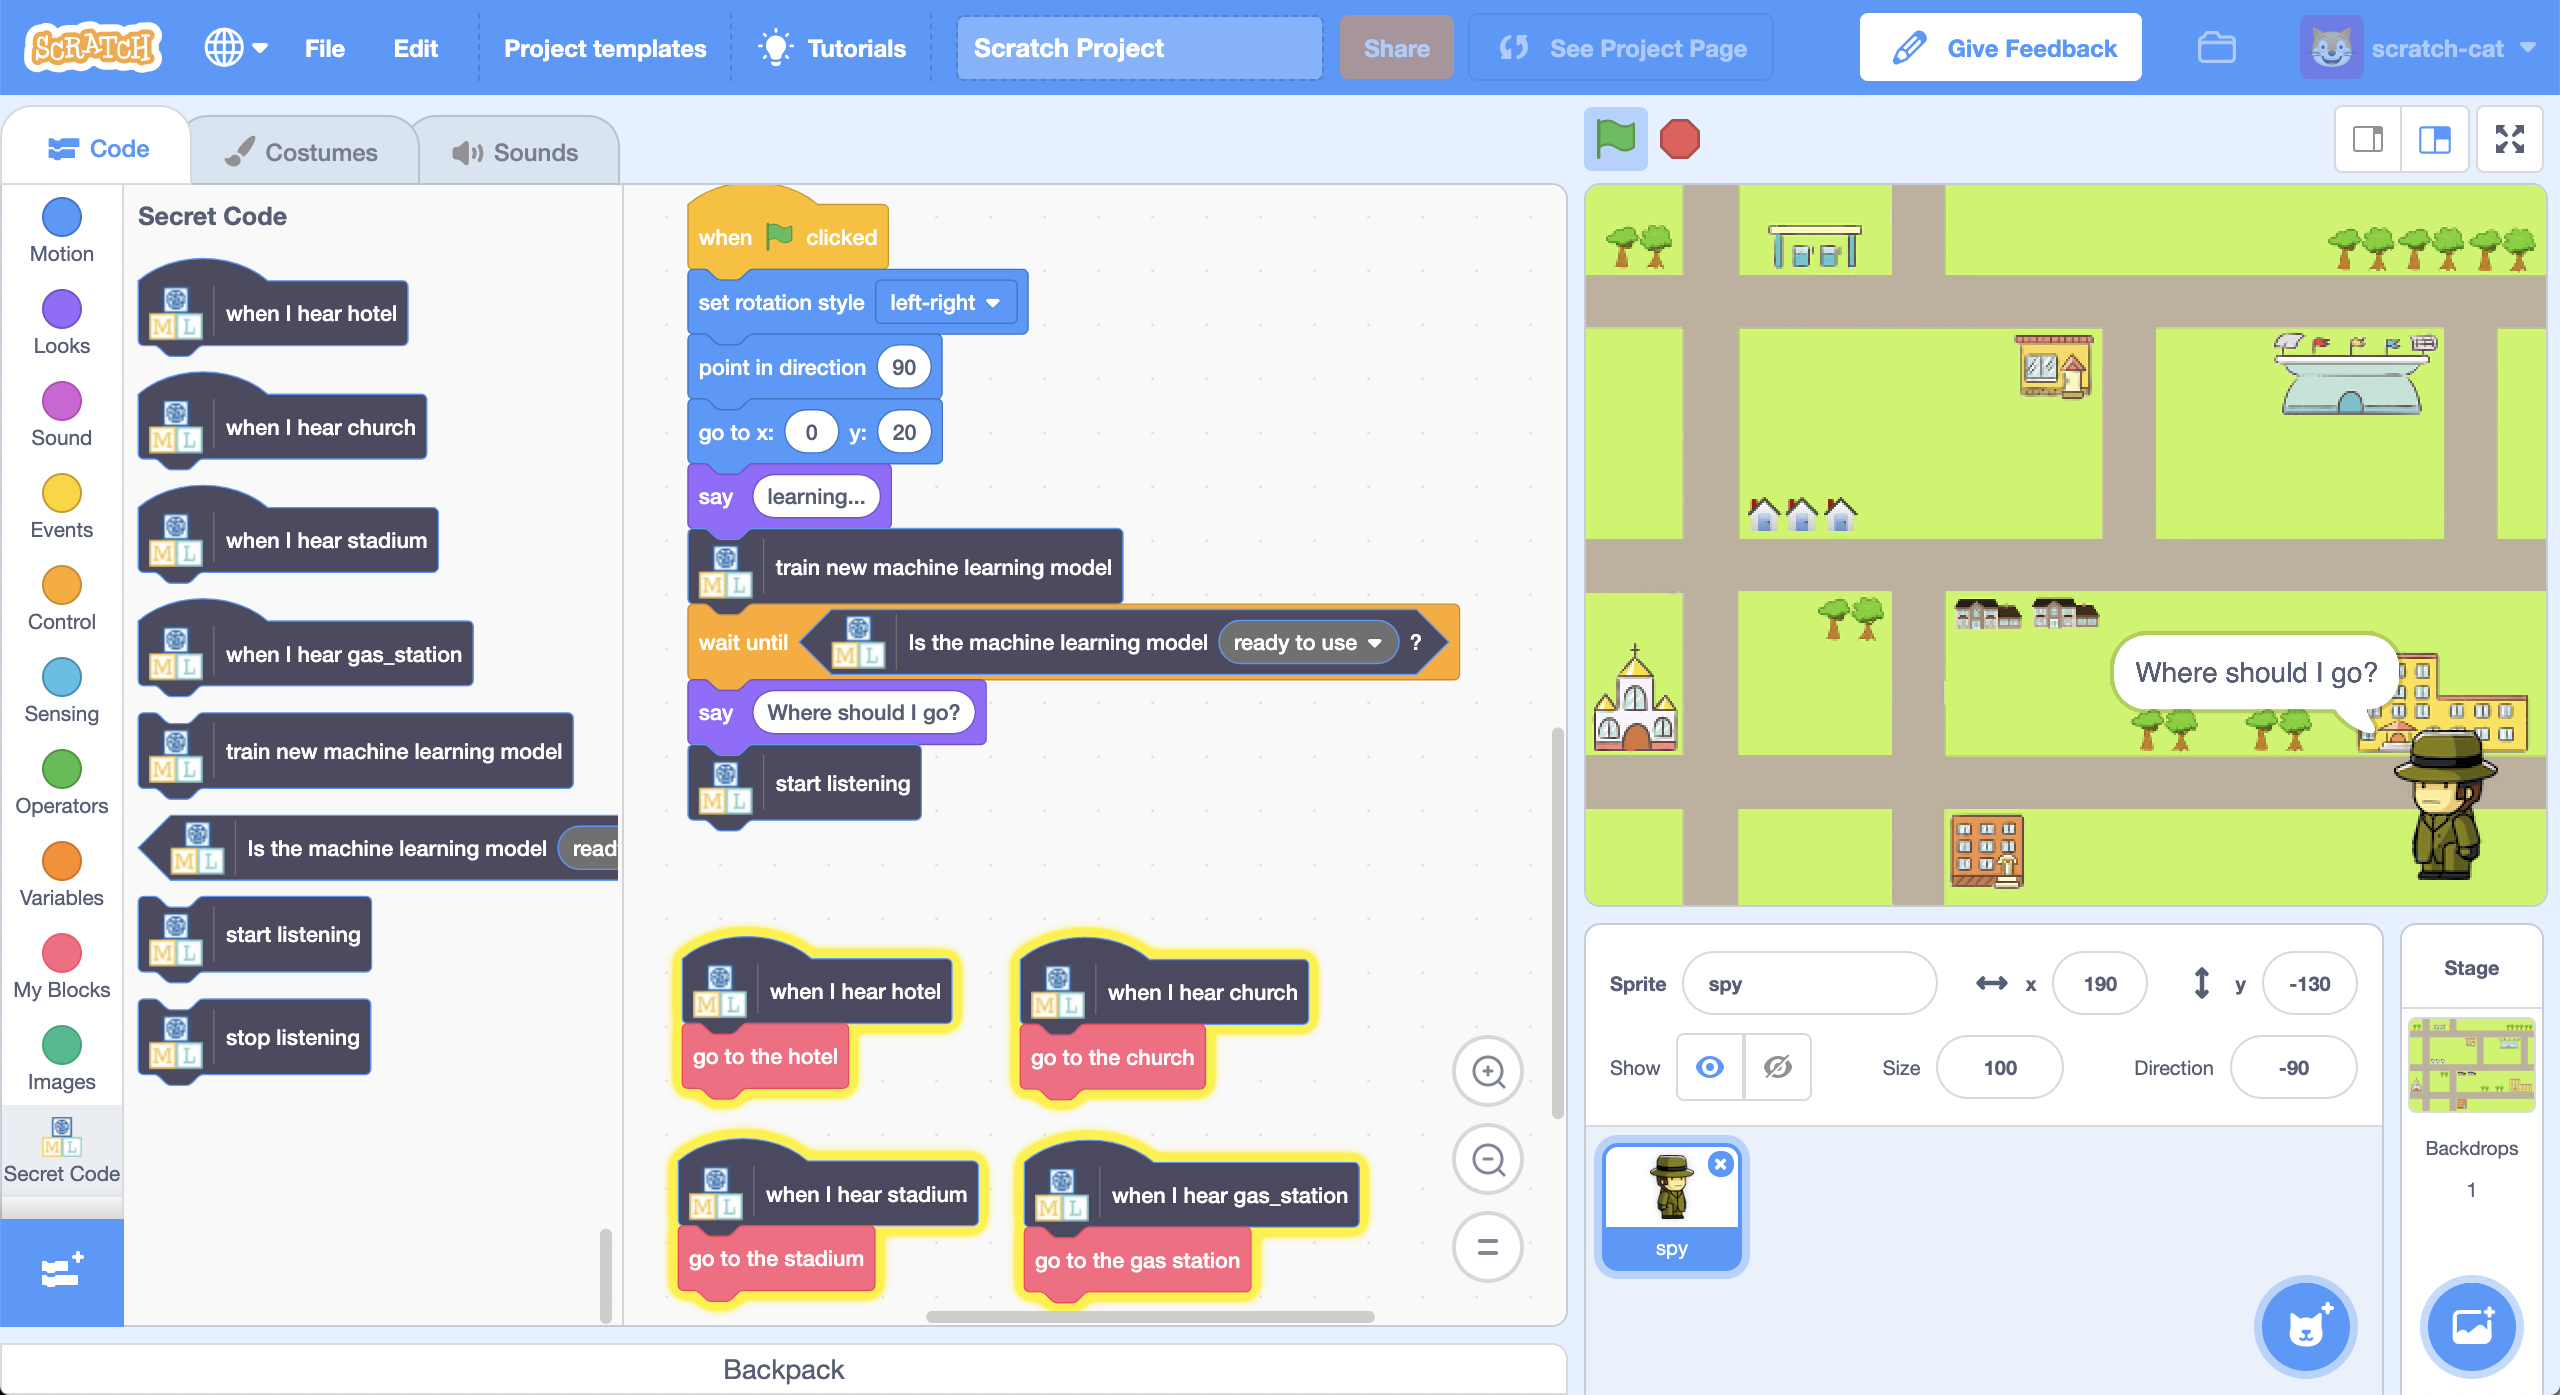 SCRATCH
File
Edit
Project templates
Tutorials
Scratch Project
Share
See Project Page
Give Feedback
scratch-cat
Code
Costumes
Sounds
Motion
Looks
Sound
Events
Control
Sensing
Operators
Variables
My Blocks
Images
M L
Secret Code
Secret Code
M L when I hear hotel
M L when I hear church
M L when I hear stadium
M L when I hear gas_station
M L train new machine learning model
M L Is the machine learning model read
M L start listening
M L stop listening
when clicked
set rotation style left-right
point in direction 90
go to x: 0 y: 20
say learning...
M L train new machine learning model
wait until M L Is the machine learning model ready to use ?
say Where should I go?
M L start listening
M L when I hear hotel
go to the hotel
M L when I hear church
go to the church
M L when I hear stadium
go to the stadium
M L when I hear gas_station
go to the gas station
Backpack
Where should I go?
Sprite spy x 190 y -130
Show Size 100 Direction -90
spy
Stage
Backdrops
1